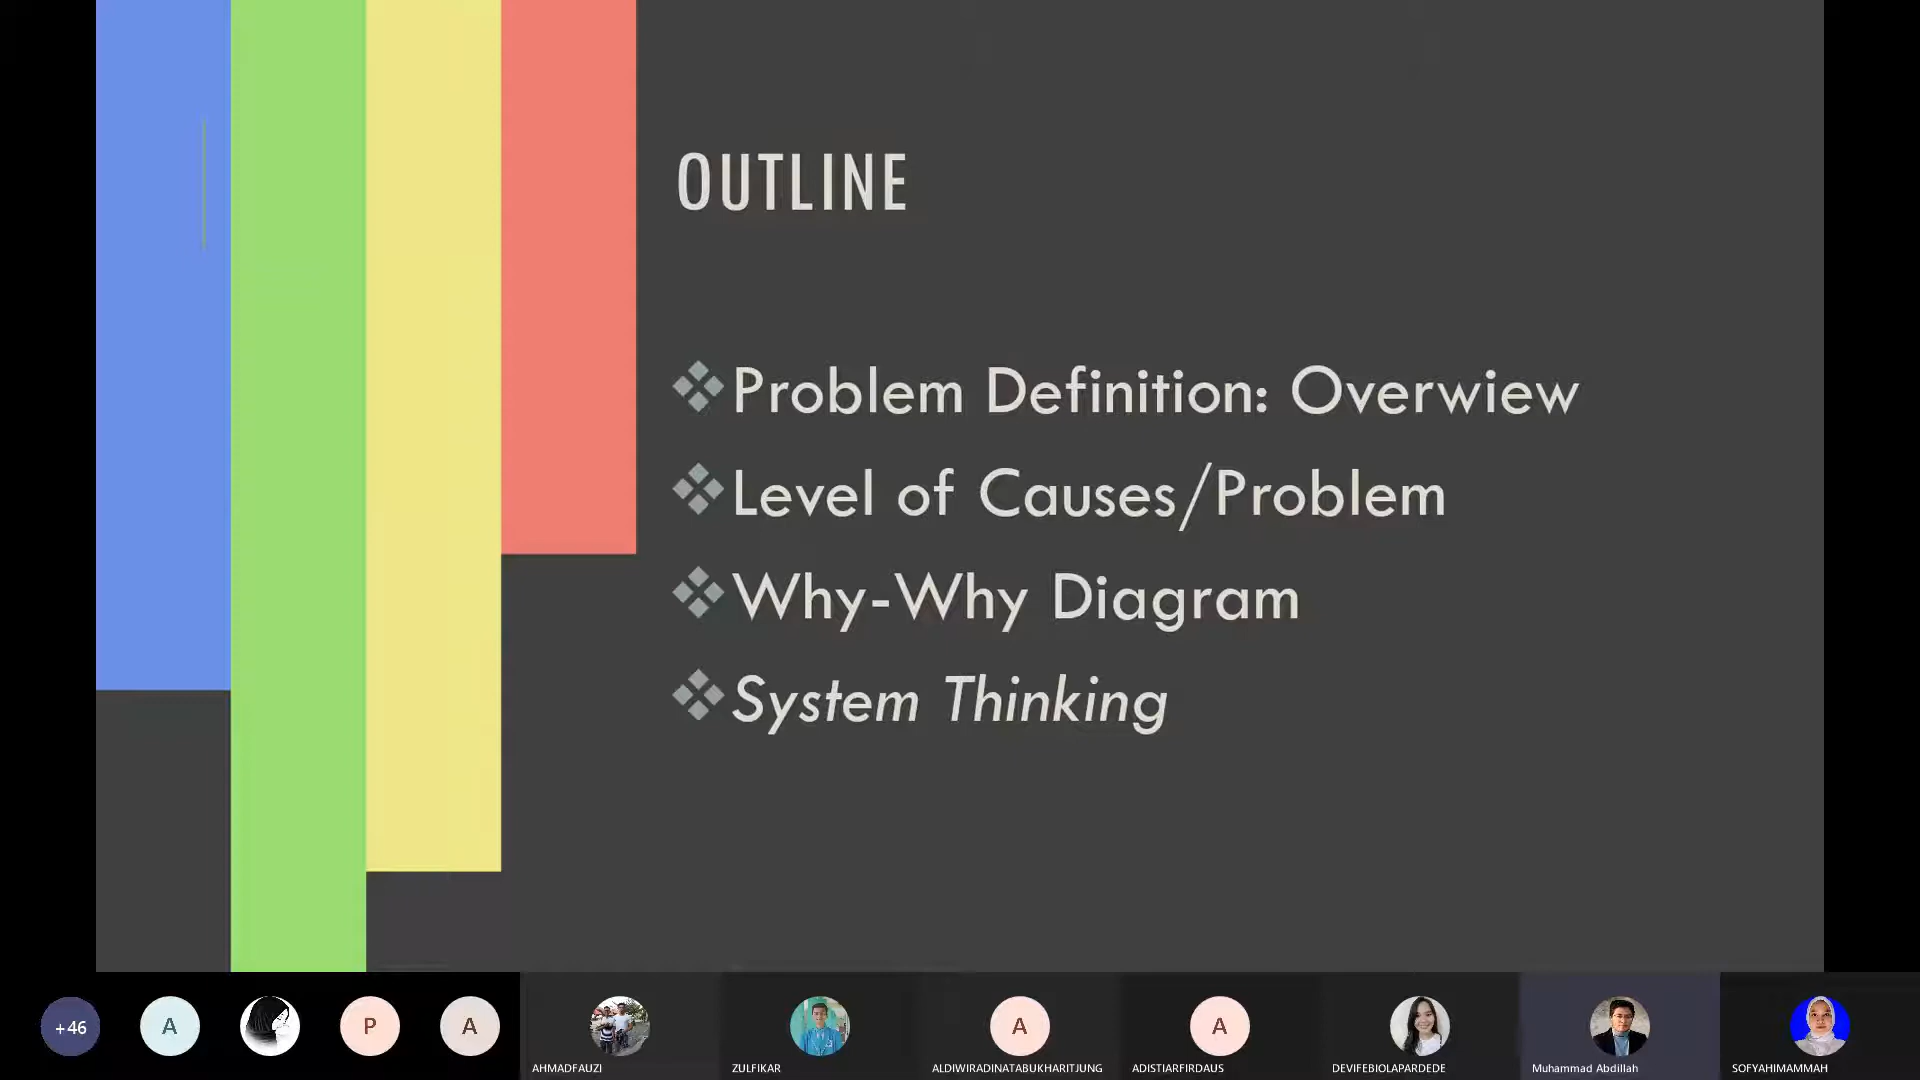 OUTLINE
Problem Definition: Overwiew
Level of Causes/Problem
Why-Why Diagram
System Thinking
+46
A
P
A
A
A
AHMADFAUZI
ZULFIKAR
ALDIWIRADINATABUKHARITJUNG
ADISTIARFIRDAUS
DEVIFEBIOLAPARDEDE
Muhammad Abdillah
SOFYAHIMAMMAH